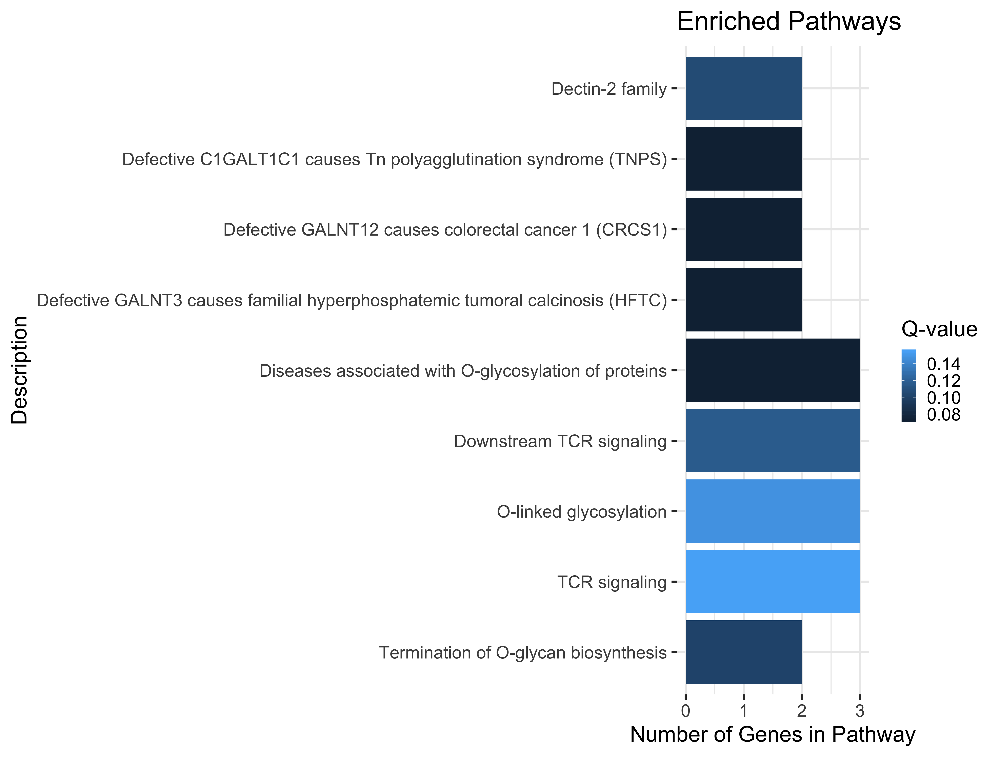 Enriched Pathways
Description
Dectin-2 family
Defective C1GALT1C1 causes Tn polyagglutination syndrome (TNPS)
Defective GALNT12 causes colorectal cancer 1 (CRCS1)
Defective GALNT3 causes familial hyperphosphatemic tumoral calcinosis (HFTC)
Diseases associated with O-glycosylation of proteins
Downstream TCR signaling
O-linked glycosylation
TCR signaling
Termination of O-glycan biosynthesis
0 1 2 3
Number of Genes in Pathway
Q-value
0.14
0.12
0.10
0.08